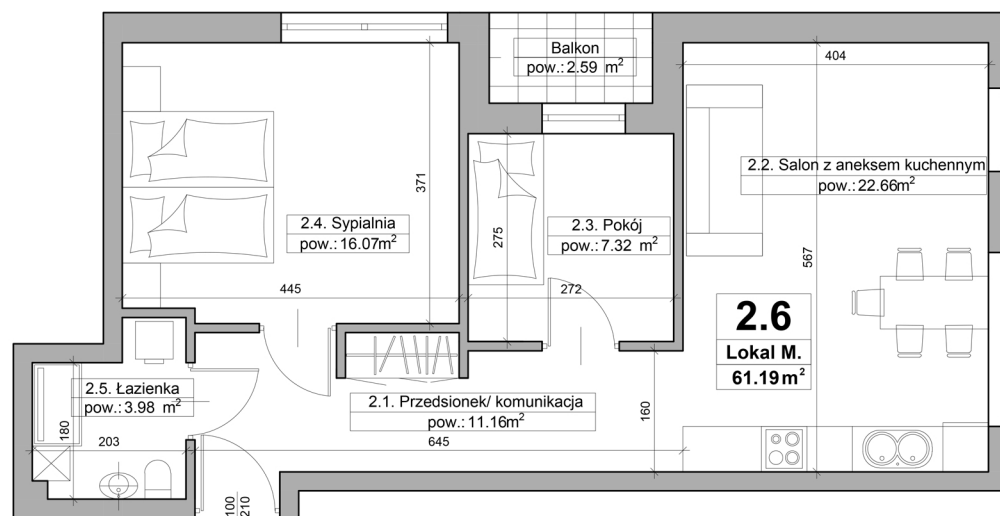 Balkon
pow.: 2.59 m²
404
2.2. Salon z aneksem kuchennym
pow.: 22.66m²
371
2.4. Sypialnia
pow.: 16.07m²
275
2.3. Pokój
pow.: 7.32 m²
567
445
272
2.6
Lokal M.
61.19 m²
2.5. Łazienka
pow.: 3.98 m²
2.1. Przedsionek/ komunikacja
pow.: 11.16m²
180
203
645
160
100
210